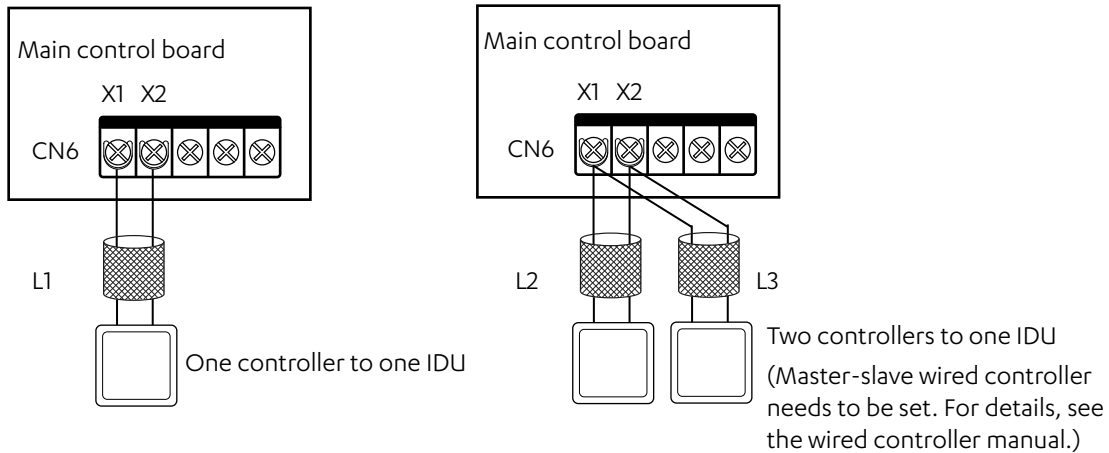 Main control board
X1 X2
CN6
L1
One controller to one IDU
Main control board
X1 X2
CN6
L2
L3
Two controllers to one IDU
(Master-slave wired controller
needs to be set. For details, see
the wired controller manual.)